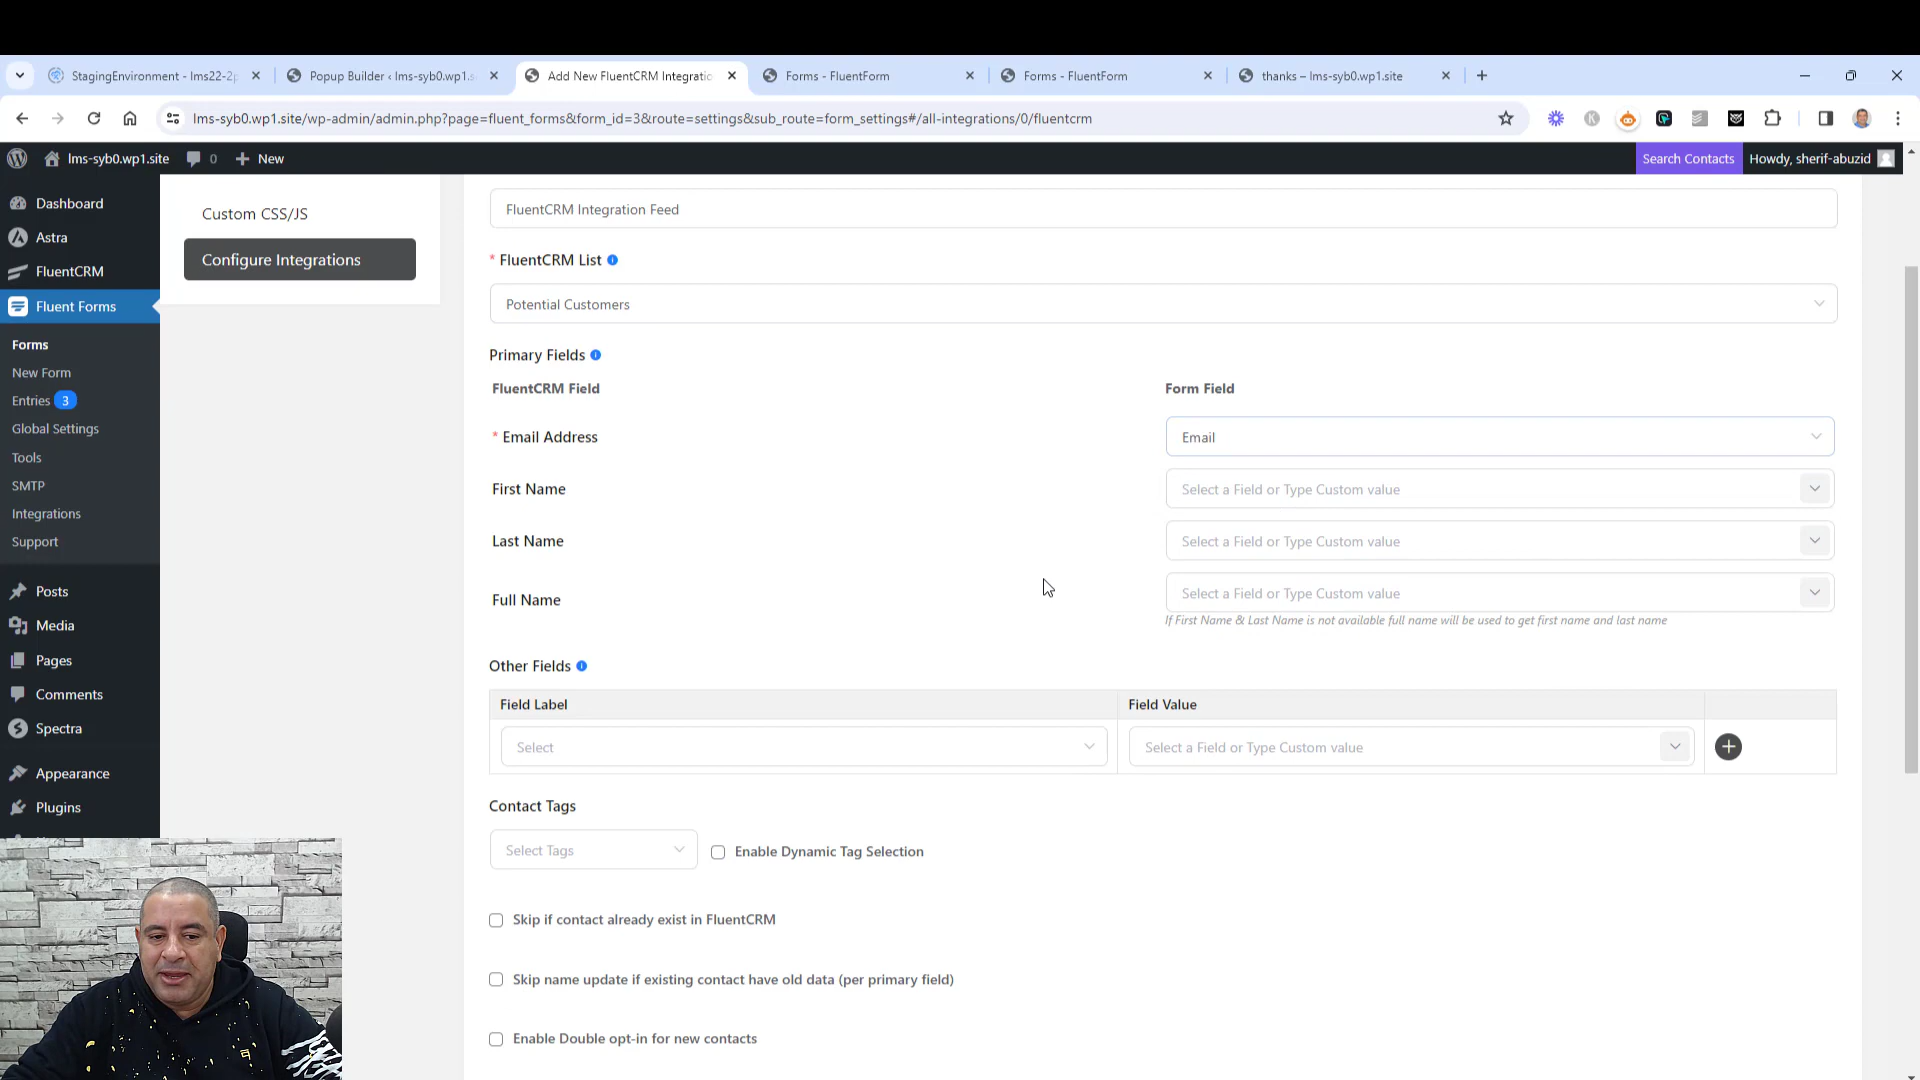 StagingEnvironment - lms22-2p
Popup Builder ‹ lms-syb0.wp1.s
Add New FluentCRM Integratio
Forms - FluentForm
Forms - FluentForm
thanks – lms-syb0.wp1.site
lms-syb0.wp1.site/wp-admin/admin.php?page=fluent_forms&form_id=3&route=settings&sub_route=form_settings#/all-integrations/0/fluentcrm
lms-syb0.wp1.site
0
New
Search Contacts
Howdy, sherif-abuzid
Dashboard
Astra
FluentCRM
Fluent Forms
Forms
New Form
Entries 3
Global Settings
Tools
SMTP
Integrations
Support
Posts
Media
Pages
Comments
Spectra
Appearance
Plugins
Custom CSS/JS
Configure Integrations
FluentCRM Integration Feed
* FluentCRM List
Potential Customers
Primary Fields
FluentCRM Field
Form Field
* Email Address
Email
First Name
Select a Field or Type Custom value
Last Name
Select a Field or Type Custom value
Full Name
Select a Field or Type Custom value
If First Name & Last Name is not available full name will be used to get first name and last name
Other Fields
Field Label
Field Value
Select
Select a Field or Type Custom value
Contact Tags
Select Tags
Enable Dynamic Tag Selection
Skip if contact already exist in FluentCRM
Skip name update if existing contact have old data (per primary field)
Enable Double opt-in for new contacts